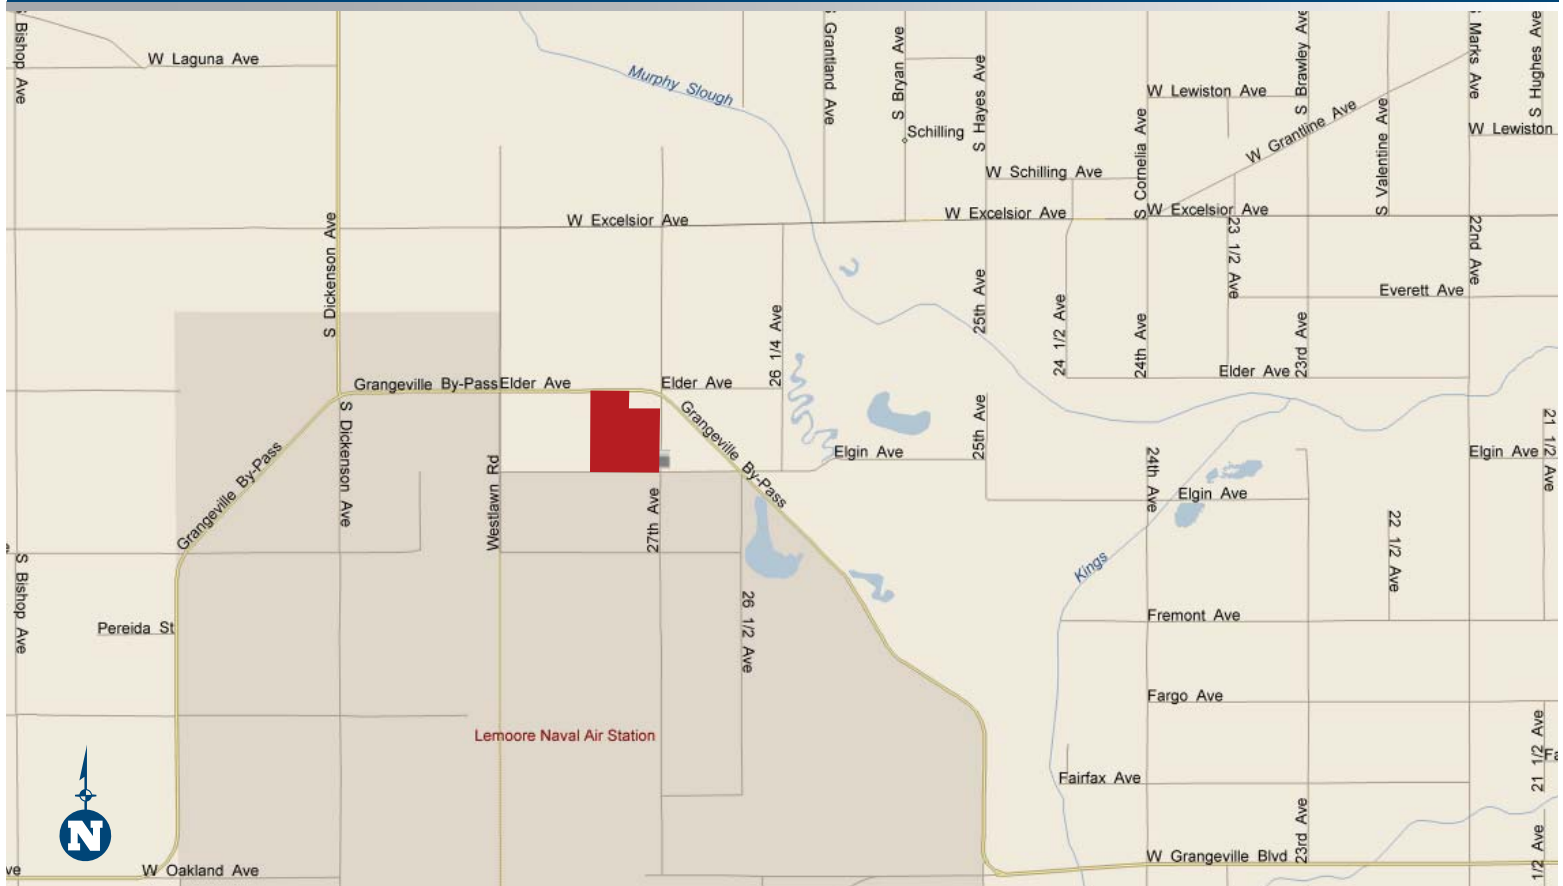 S Bishop Ave
W Laguna Ave
Murphy Slough
S Grantland Ave
S Bryan Ave
S Hayes Ave
Schilling
W Lewiston Ave
S Brawley Ave
W Grantline Ave
S Valentine Ave
S Marks Ave
S Hughes Ave
W Lewiston
S Cornelia Ave
W Schilling Ave
W Excelsior Ave
W Excelsior Ave
W Excelsior Ave
S Dickenson Ave
23 1/2 Ave
22nd Ave
Everett Ave
25th Ave
24 1/2 Ave
24th Ave
23rd Ave
Elder Ave
26 1/4 Ave
Grangeville By-Pass
Elder Ave
Elder Ave
Grangeville By-Pass
S Dickenson Ave
Grangeville By-Pass
Westlawn Rd
27th Ave
Elgin Ave
25th Ave
24th Ave
Elgin Ave
Elgin Ave
21 1/2 Ave
22 1/2 Ave
Kings
S Bishop Ave
Pereida St
26 1/2 Ave
Fremont Ave
Fargo Ave
Lemoore Naval Air Station
21 1/2 Ave
Fa
Fairfax Ave
N
ve
W Oakland Ave
W Grangeville Blvd
23rd Ave
1/2 Ave